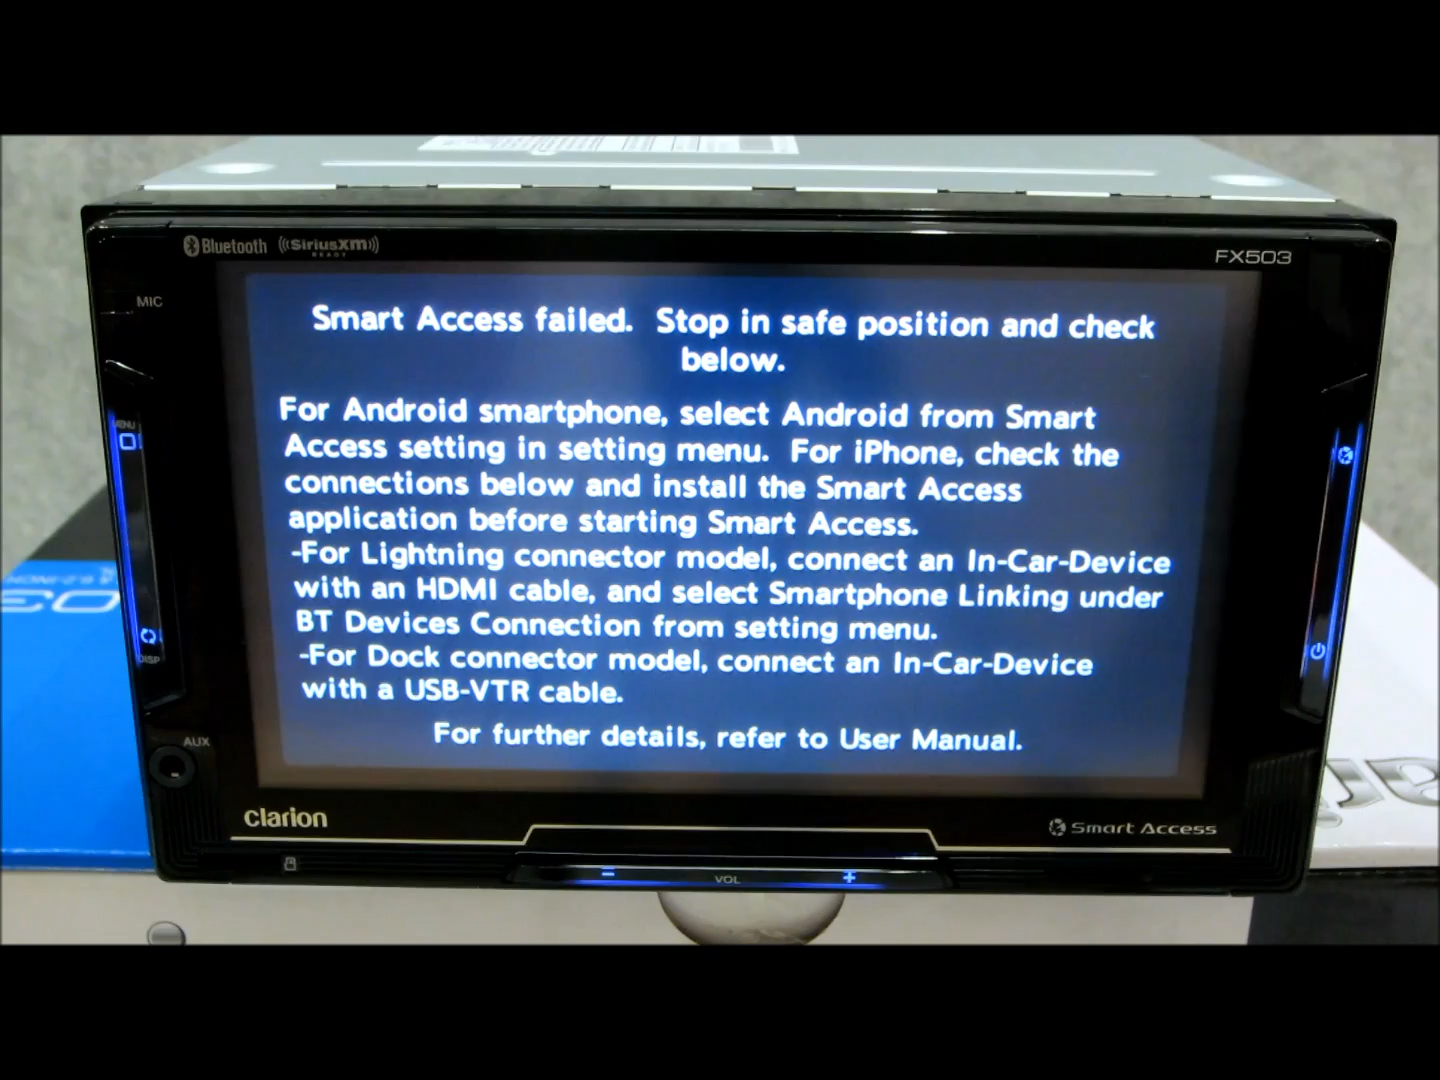 Bluetooth SiriusXM
READY
FX503
MIC
Smart Access failed. Stop in safe position and check
below.
For Android smartphone, select Android from Smart
Access setting in setting menu. For iPhone, check the
connections below and install the Smart Access
application before starting Smart Access.
-For Lightning connector model, connect an In-Car-Device
with an HDMI cable, and select Smartphone Linking under
BT Devices Connection from setting menu.
-For Dock connector model, connect an In-Car-Device
with a USB-VTR cable.
For further details, refer to User Manual.
MENU
DISP
AUX
clarion
Smart Access
- VOL +